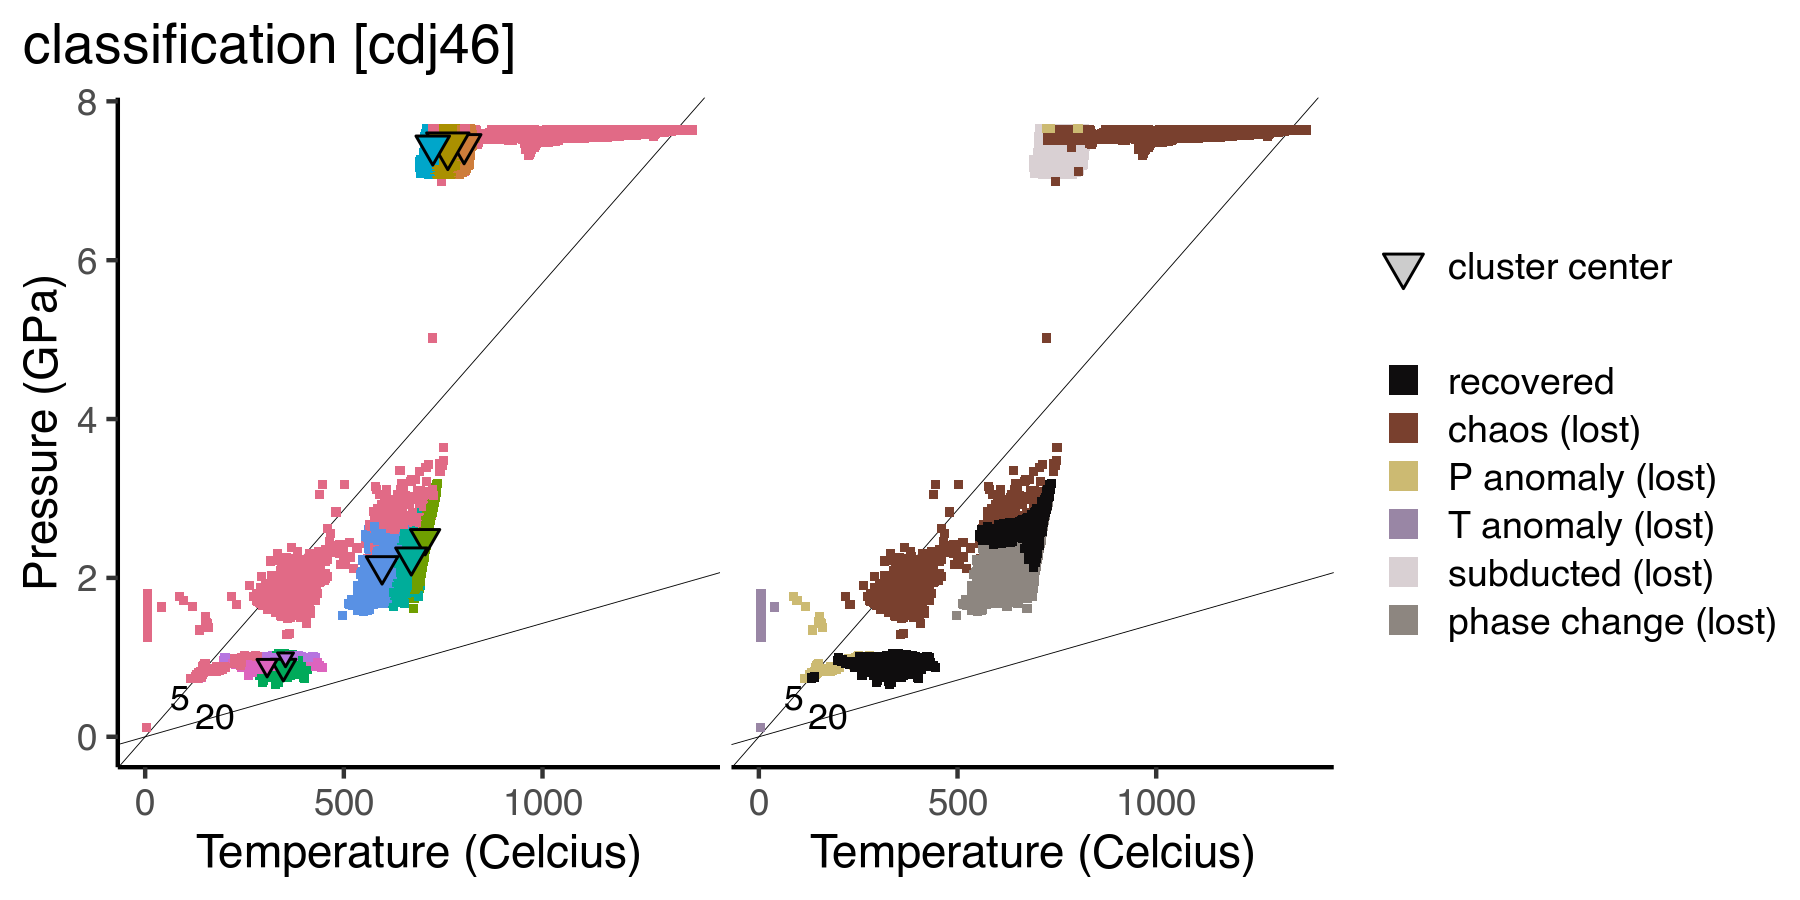 classification [cdj46]
Pressure (GPa)
8
6
4
2
0
5
20
0
500
1000
Temperature (Celcius)
5
20
0
500
1000
Temperature (Celcius)
cluster center
recovered
chaos (lost)
P anomaly (lost)
T anomaly (lost)
subducted (lost)
phase change (lost)